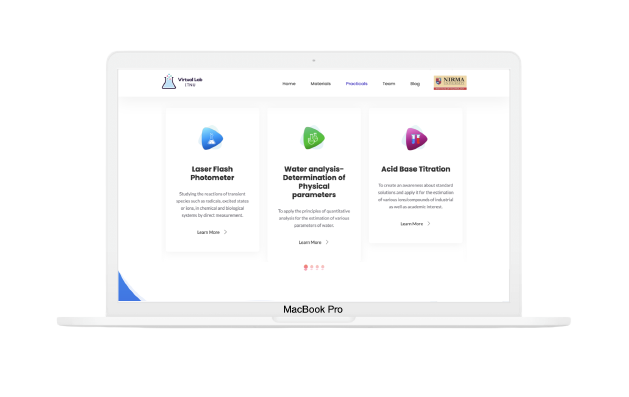 Virtual Lab
ITNU
Home Materials Practicals Team Blog
NIRMA
UNIVERSITY
Laser Flash
Photometer
Studying the reactions of transient
species such as radicals, excited states
or ions, in chemical and biological
systems by direct measurement.
Learn More
Water analysis-
Determination of
Physical
parameters
To apply the principles of quantitative
analysis for the estimation of various
parameters of water.
Learn More
Acid Base Titration
To create an awareness about standard
solutions and apply it for the estimation
of various ions/compounds of industrial
as well as academic interest.
Learn More
MacBook Pro